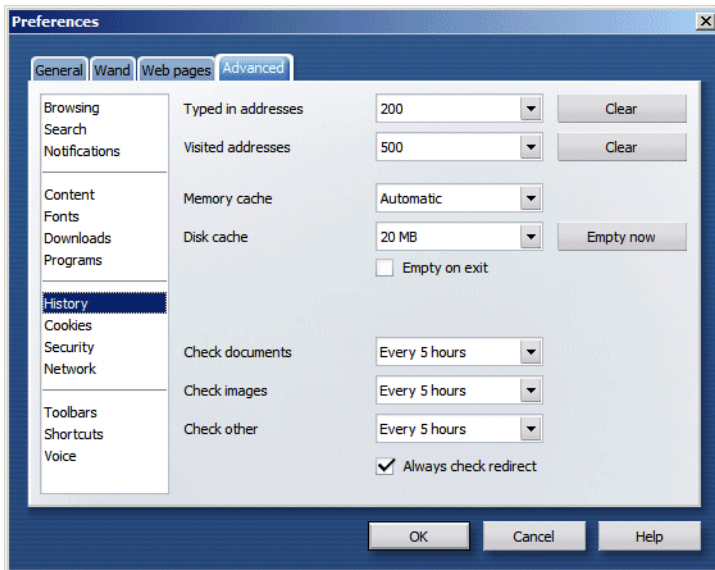 Preferences
General Wand Web pages Advanced
Browsing
Search
Notifications
Content
Fonts
Downloads
Programs
History
Cookies
Security
Network
Toolbars
Shortcuts
Voice
Typed in addresses 200 Clear
Visited addresses 500 Clear
Memory cache Automatic
Disk cache 20 MB Empty now
Empty on exit
Check documents Every 5 hours
Check images Every 5 hours
Check other Every 5 hours
Always check redirect
OK Cancel Help